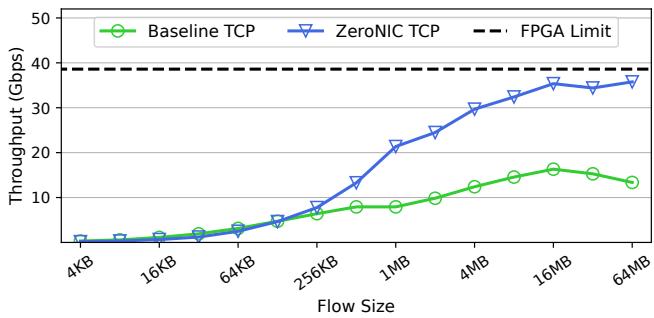 Throughput (Gbps)
50
40
30
20
10
Baseline TCP ZeroNIC TCP FPGA Limit
4KB 16KB 64KB 256KB 1MB 4MB 16MB 64MB
Flow Size